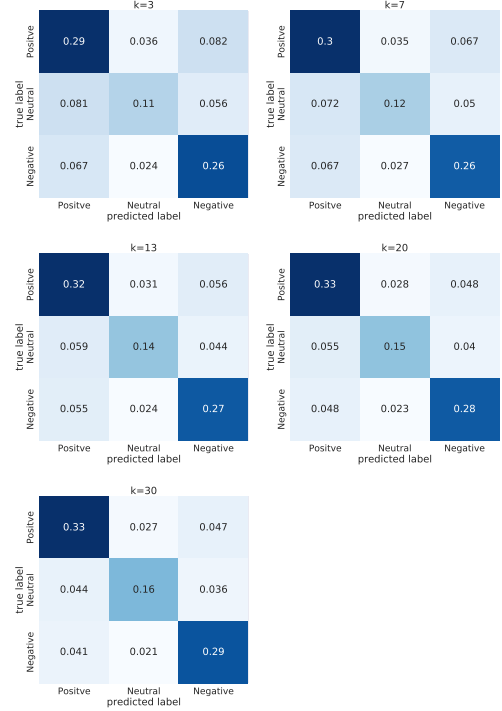 k=3
true label
Positve
Neutral
Negative
0.29 0.036 0.082
0.081 0.11 0.056
0.067 0.024 0.26
Positve Neutral Negative
predicted label
k=7
true label
Positve
Neutral
Negative
0.3 0.035 0.067
0.072 0.12 0.05
0.067 0.027 0.26
Positve Neutral Negative
predicted label
k=13
true label
Positve
Neutral
Negative
0.32 0.031 0.056
0.059 0.14 0.044
0.055 0.024 0.27
Positve Neutral Negative
predicted label
k=20
true label
Positve
Neutral
Negative
0.33 0.028 0.048
0.055 0.15 0.04
0.048 0.023 0.28
Positve Neutral Negative
predicted label
k=30
true label
Positve
Neutral
Negative
0.33 0.027 0.047
0.044 0.16 0.036
0.041 0.021 0.29
Positve Neutral Negative
predicted label